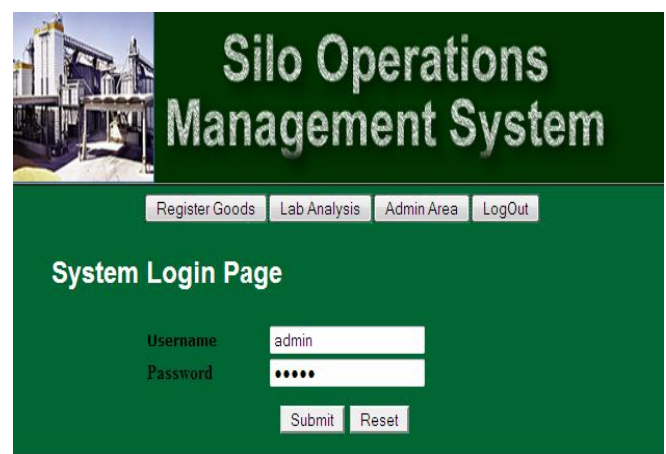 Silo Operations
Management System
Register Goods Lab Analysis Admin Area LogOut
System Login Page
Username admin
Password •••••
Submit Reset